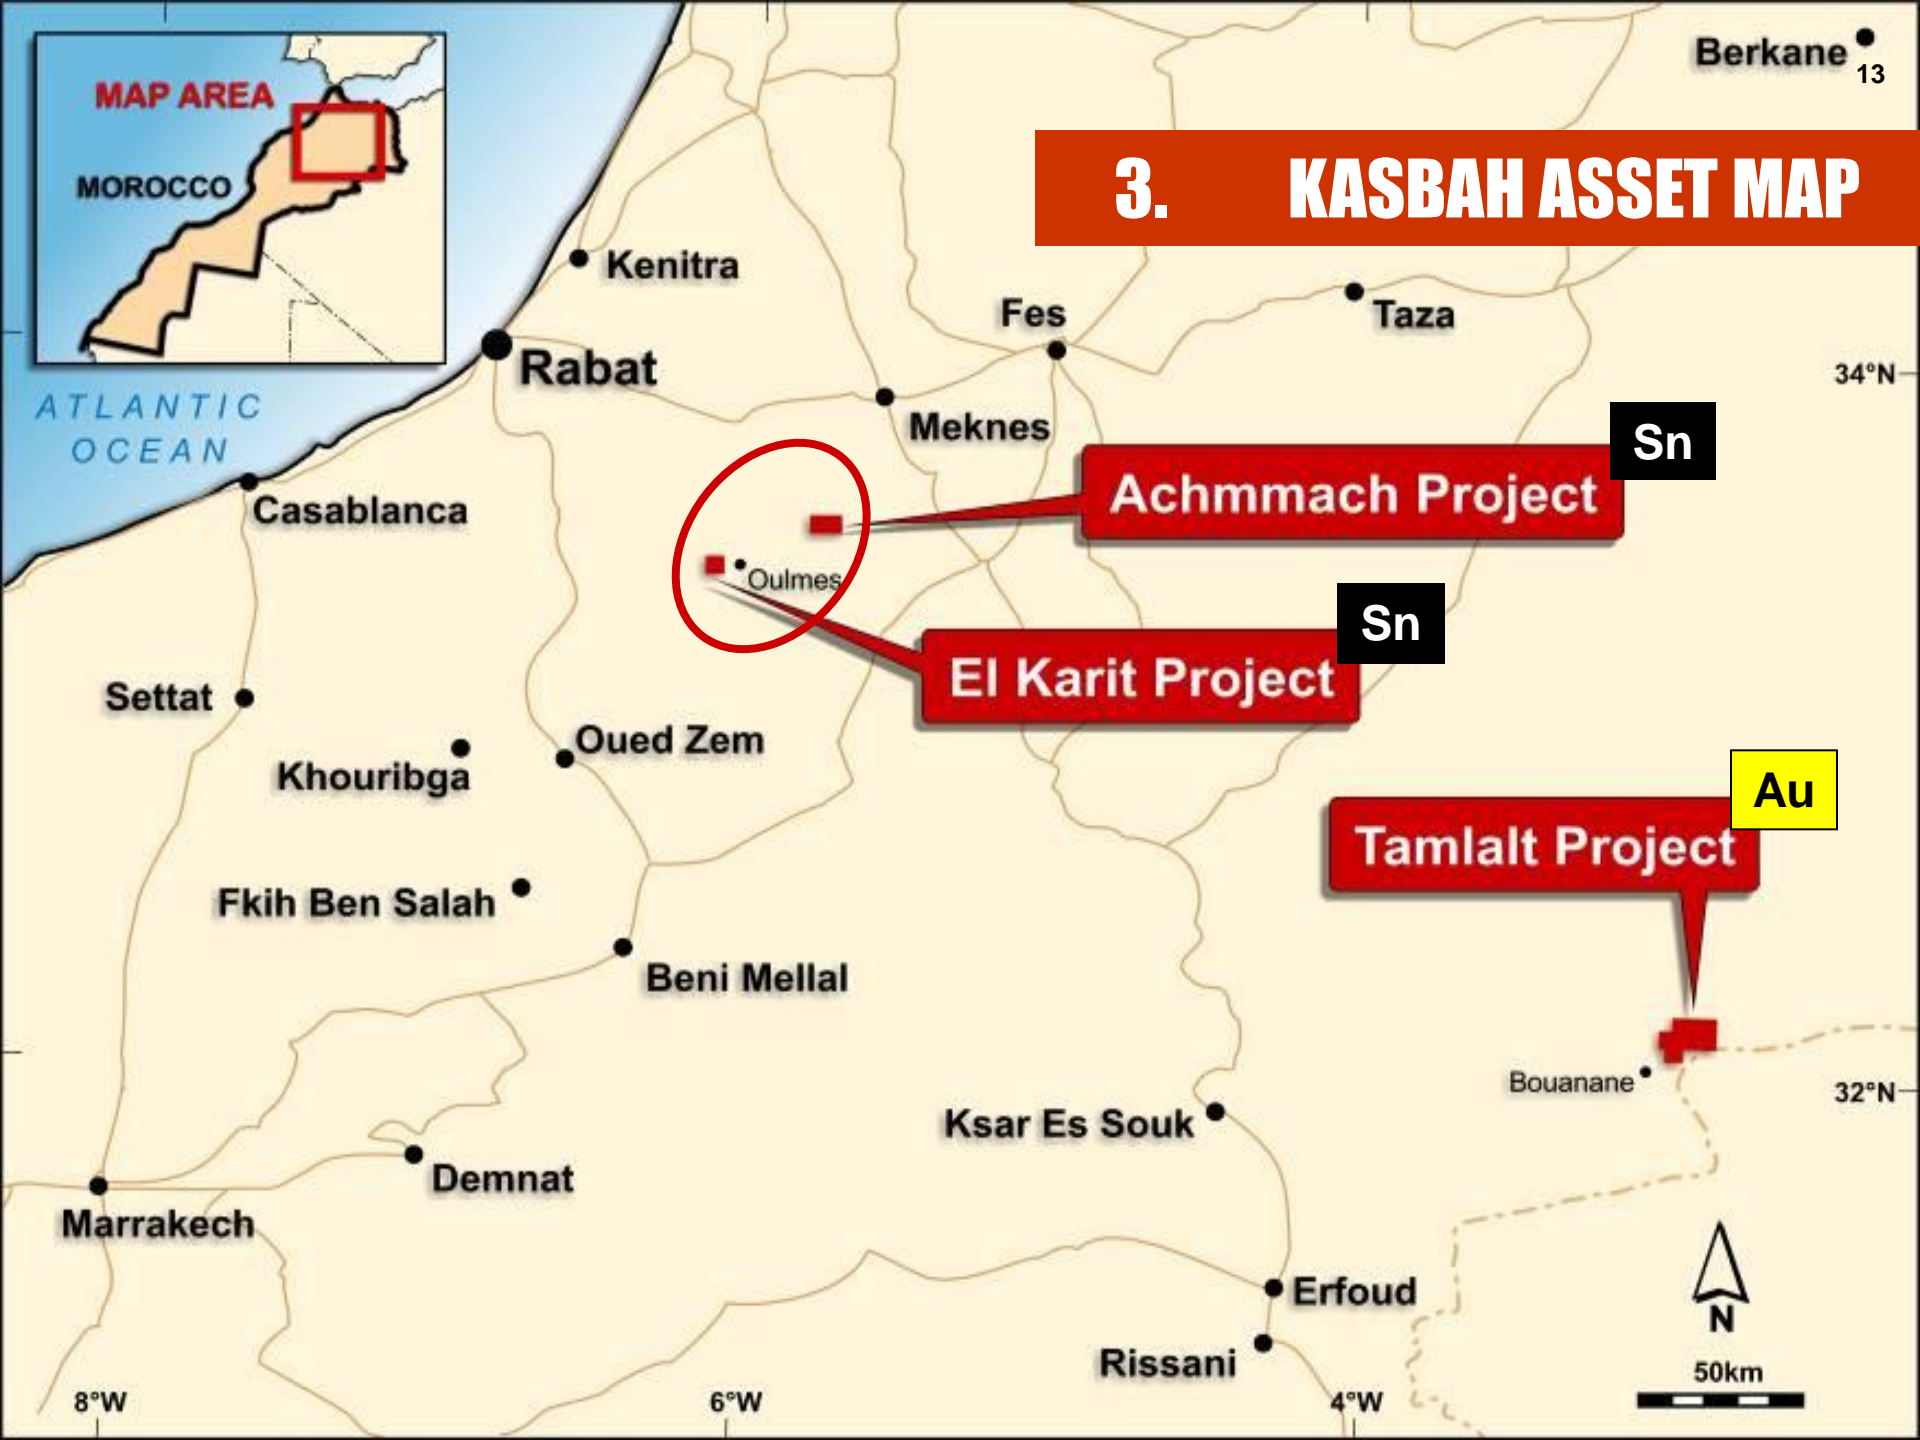 Berkane
13
MAP AREA
MOROCCO
3. KASBAH ASSET MAP
Kenitra
Fes
Taza
Rabat
34°N
ATLANTIC
OCEAN
Meknes
Sn
Achmmach Project
Casablanca
Oulmes
Sn
El Karit Project
Settat
Oued Zem
Khouribga
Au
Tamlalt Project
Fkih Ben Salah
Beni Mellal
Bouanane
32°N
Ksar Es Souk
Demnat
Marrakech
Erfoud
N
Rissani
50km
8°W
6°W
4°W